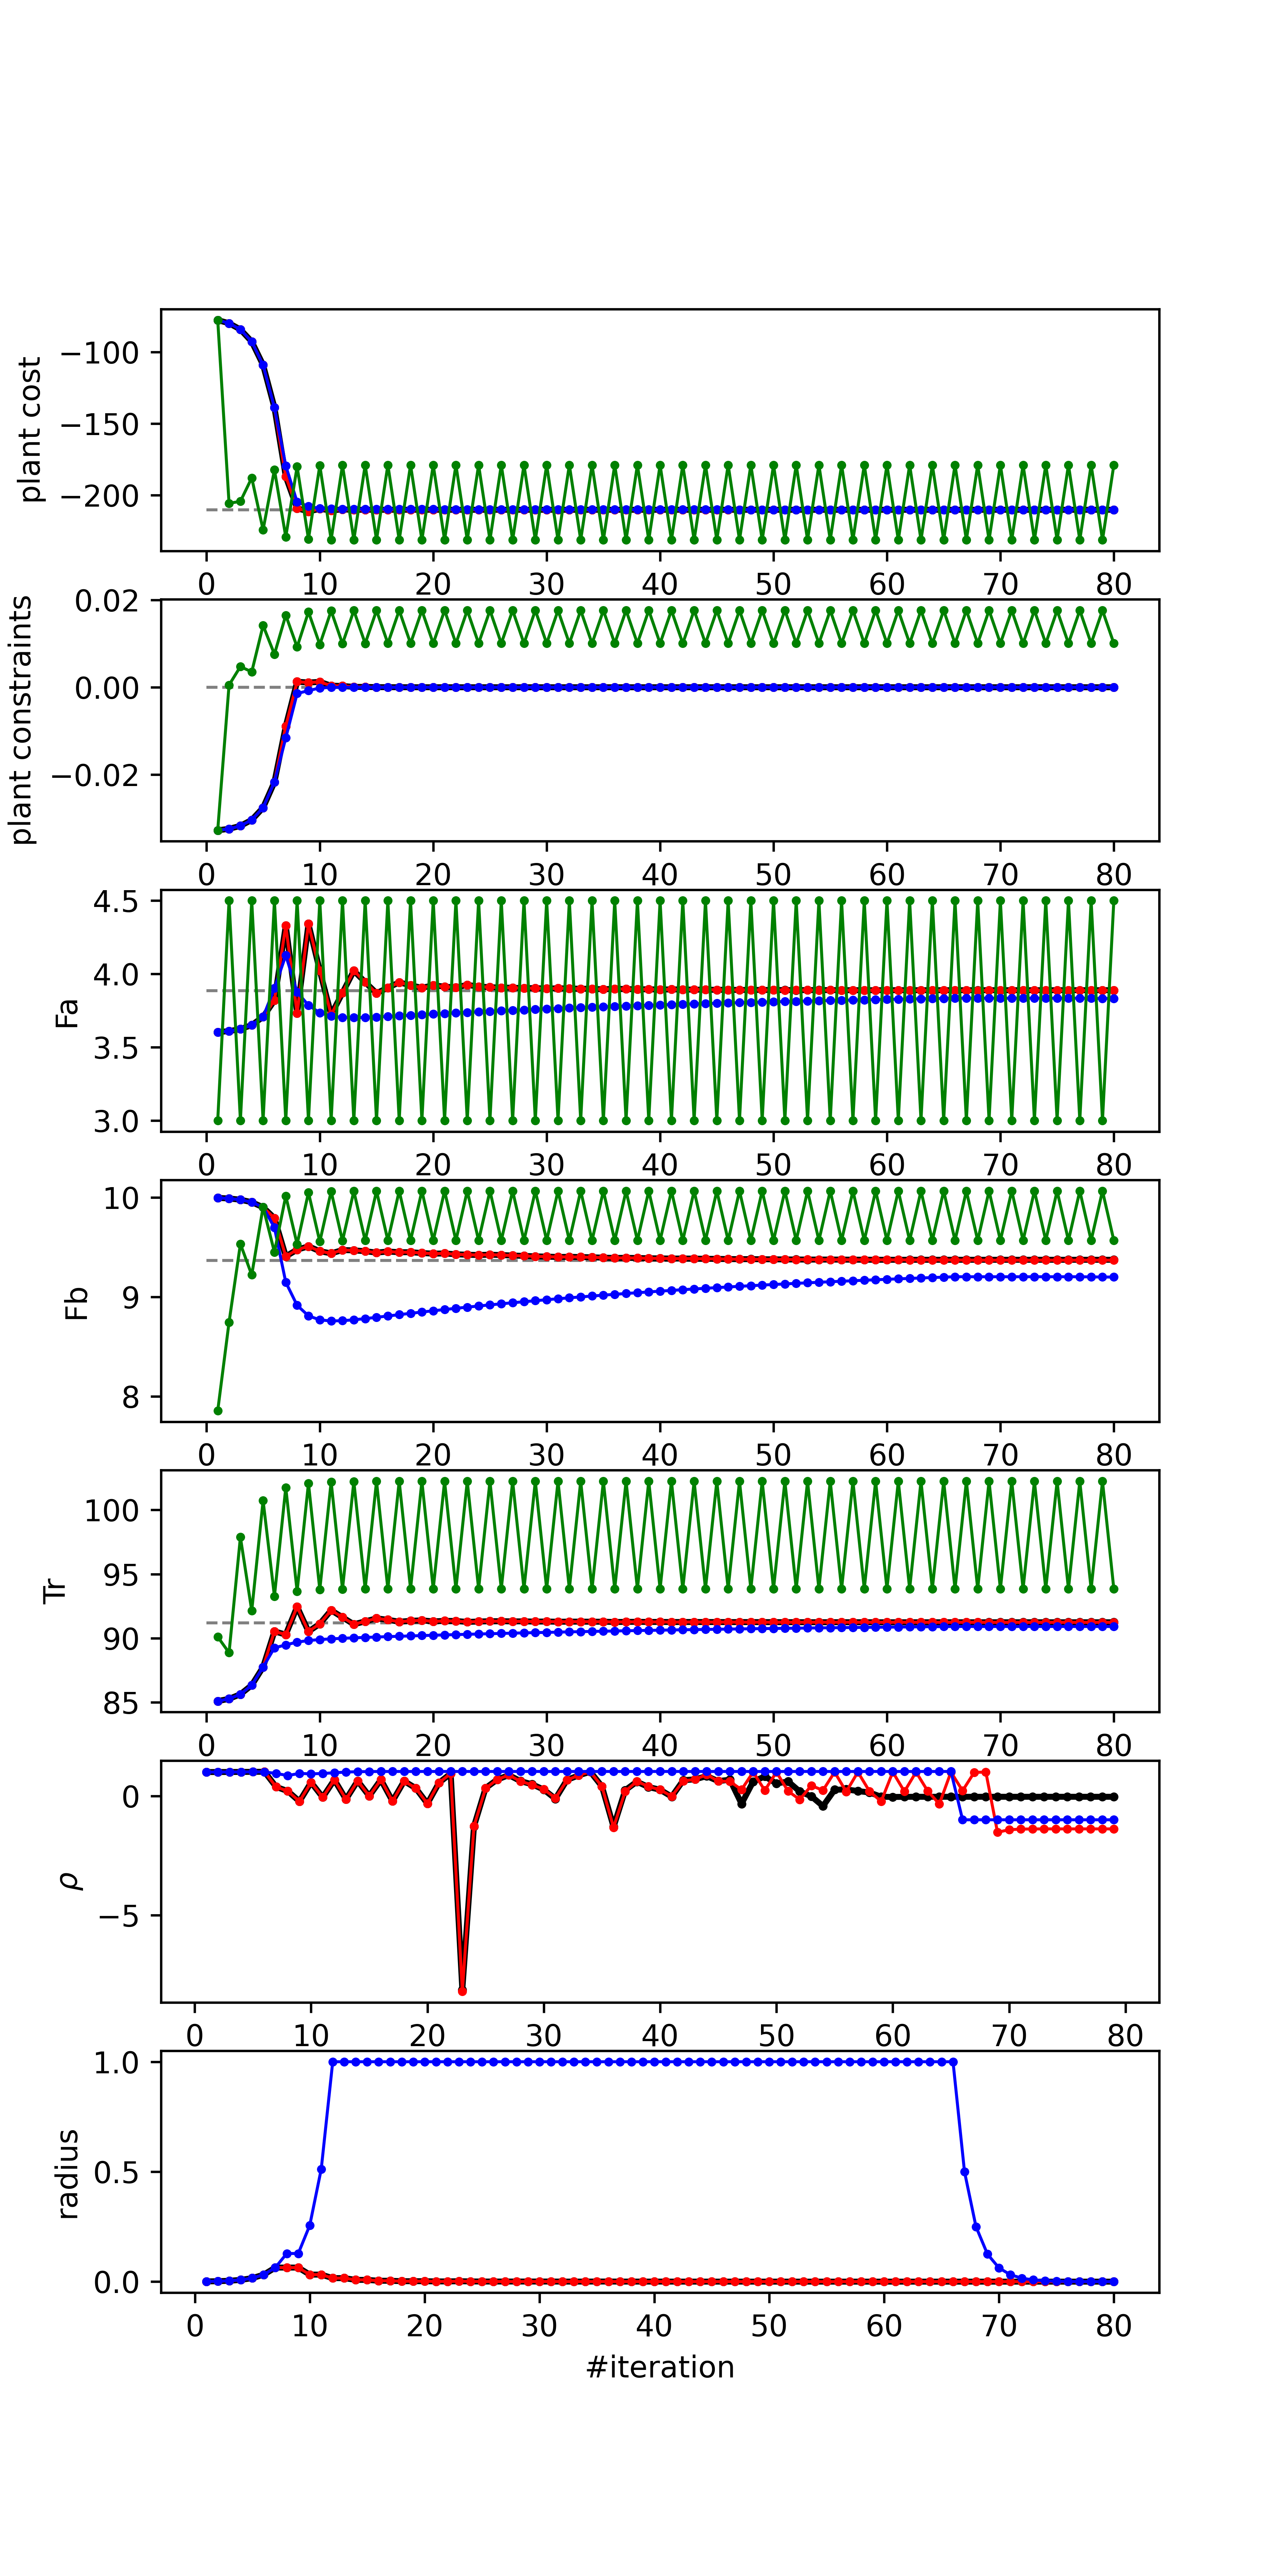 plant cost
−100
−150
−200
0 10 20 30 40 50 60 70 80
plant constraints
0.02
0.00
−0.02
0 10 20 30 40 50 60 70 80
Fa
4.5
4.0
3.5
3.0
0 10 20 30 40 50 60 70 80
Fb
10
9
8
0 10 20 30 40 50 60 70 80
Tr
100
95
90
85
0 10 20 30 40 50 60 70 80
ρ
0
−5
0 10 20 30 40 50 60 70 80
radius
1.0
0.5
0.0
0 10 20 30 40 50 60 70 80
#iteration